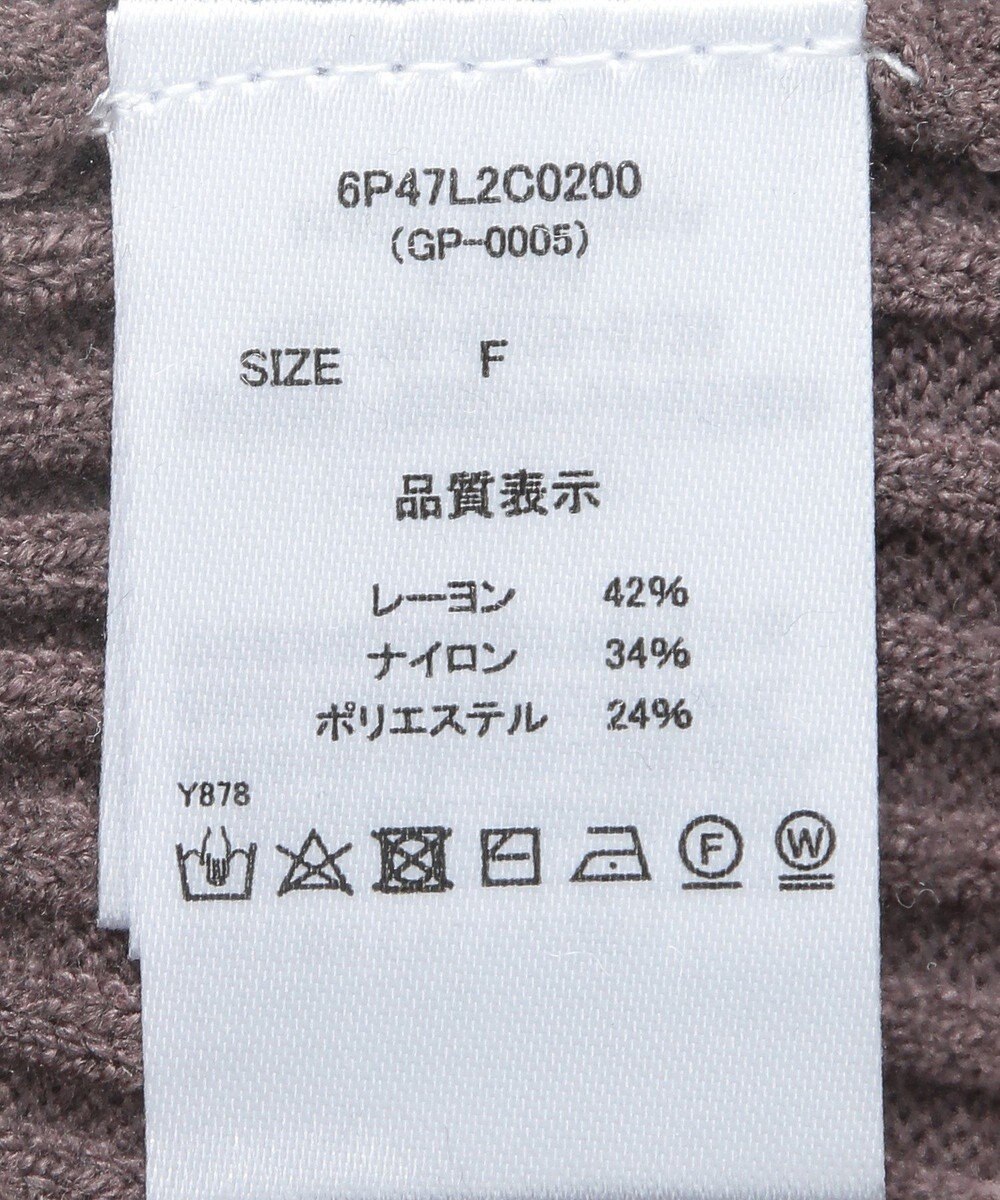 6P47L2C0200
(GP-0005)
SIZE F
品質表示
レーヨン 42%
ナイロン 34%
ポリエステル 24%
Y878
F W